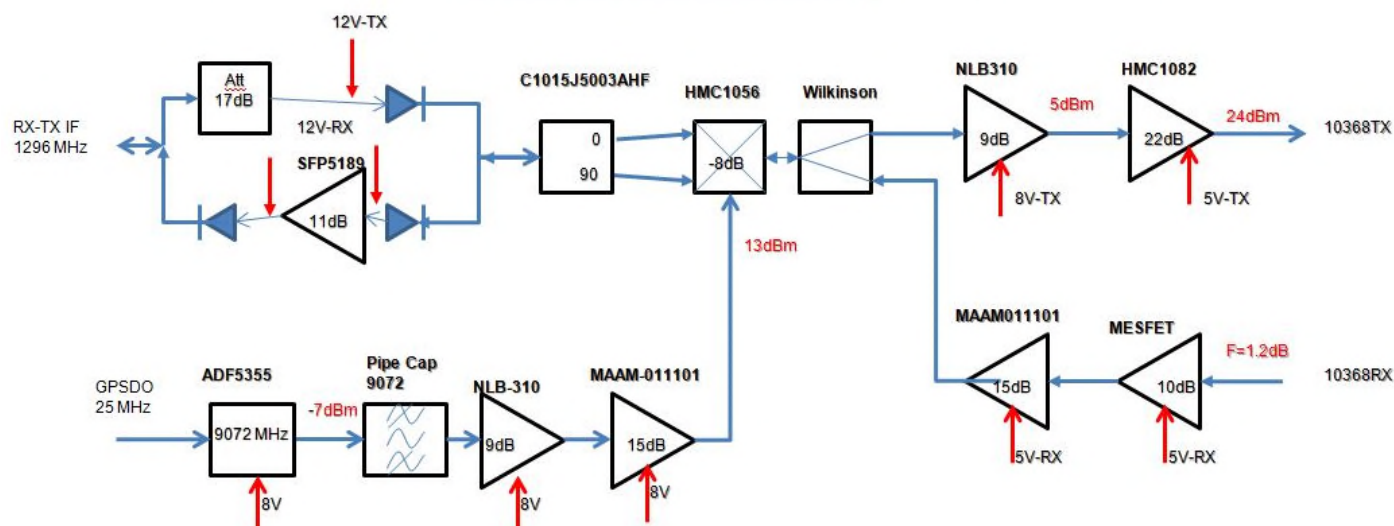 12V-TX
Att
17dB
RX-TX IF
1296 MHz
12V-RX
SFP5189
11dB
C1015J5003AHF
0
90
HMC1056
-8dB
Wilkinson
NLB310
9dB
5dBm
8V-TX
HMC1082
22dB
24dBm
5V-TX
10368TX
13dBm
MAAM011101
15dB
5V-RX
MESFET
10dB
5V-RX
F=1.2dB
10368RX
GPSDO
25 MHz
ADF5355
9072 MHz
8V
-7dBm
Pipe Cap
9072
NLB-310
9dB
8V
MAAM-011101
15dB
8V